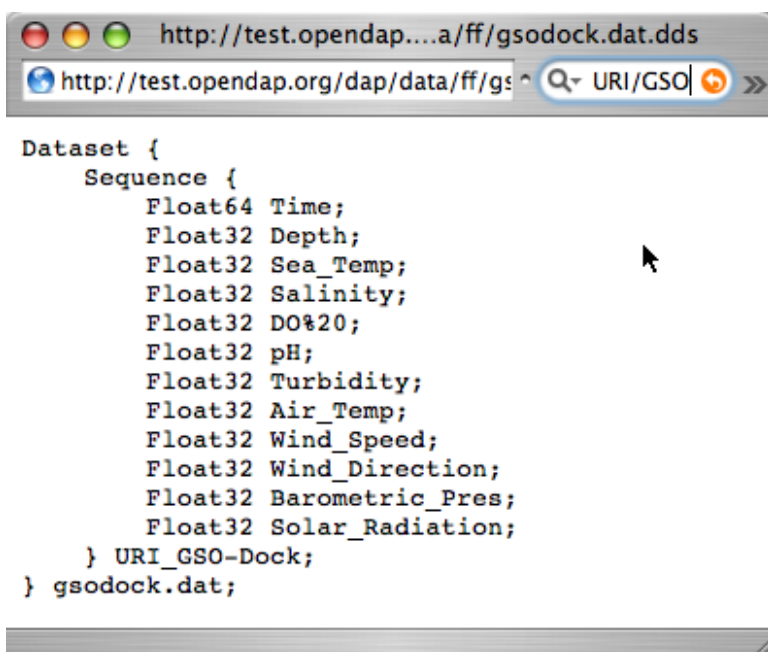 http://test.opendap....a/ff/gsodock.dat.dds
http://test.opendap.org/dap/data/ff/gs URI/GSO
Dataset {
    Sequence {
        Float64 Time;
        Float32 Depth;
        Float32 Sea_Temp;
        Float32 Salinity;
        Float32 DO%20;
        Float32 pH;
        Float32 Turbidity;
        Float32 Air_Temp;
        Float32 Wind_Speed;
        Float32 Wind_Direction;
        Float32 Barometric_Pres;
        Float32 Solar_Radiation;
    } URI_GSO-Dock;
} gsodock.dat;